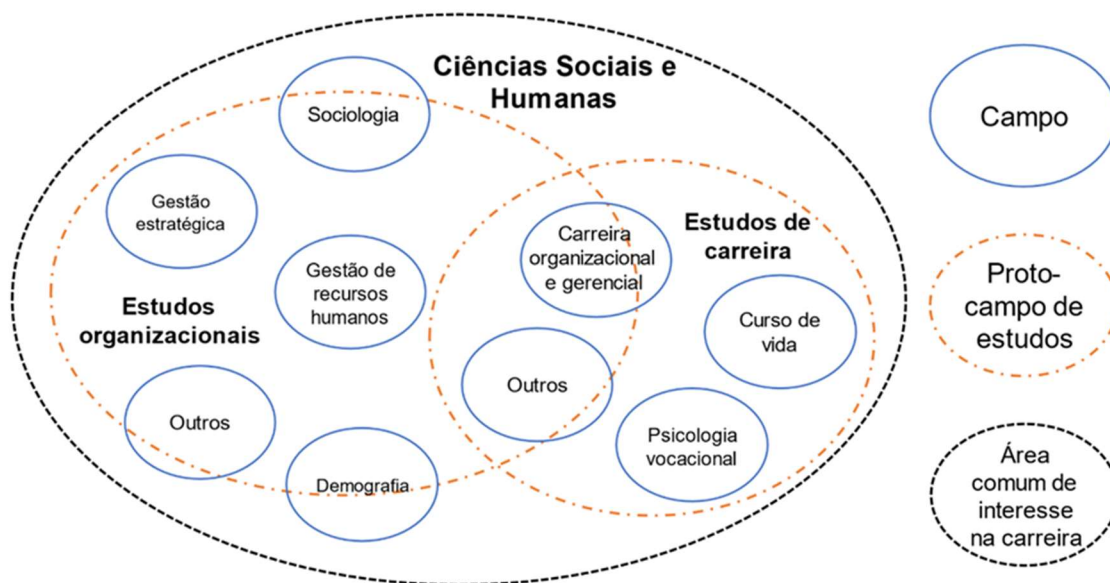 Ciências Sociais e
Humanas
Sociologia
Gestão
estratégica
Gestão de
recursos
humanos
Estudos
organizacionais
Outros
Demografia
Carreira
organizacional
e gerencial
Estudos de
carreira
Curso de
vida
Outros
Psicologia
vocacional
Campo
Proto-
campo de
estudos
Área
comum de
interesse
na carreira